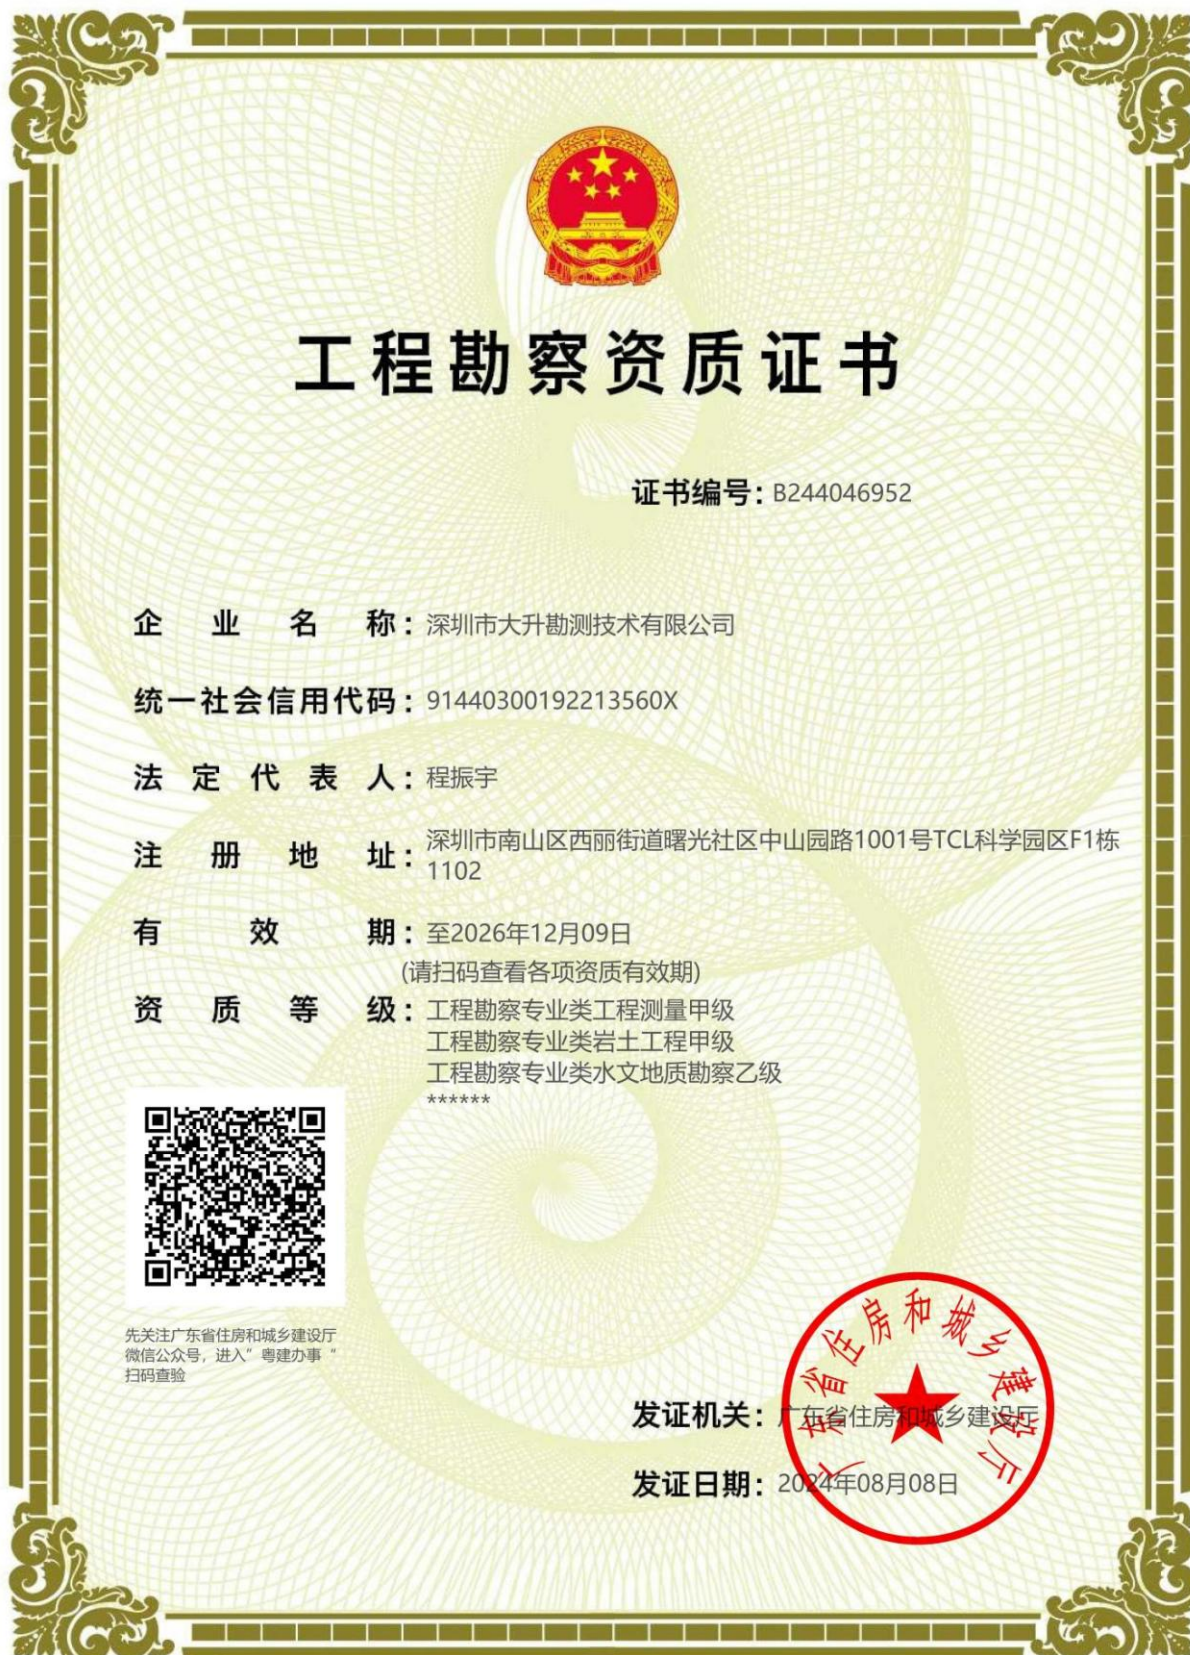 工程勘察资质证书
证书编号：B244046952
企业名称：深圳市大升勘测技术有限公司
统一社会信用代码：91440300192213560X
法定代表人：程振宇
注册地址：深圳市南山区西丽街道曙光社区中山园路1001号TCL科学园区F1栋
1102
有效期：至2026年12月09日
(请扫码查看各项资质有效期)
资质等级：工程勘察专业类工程测量甲级
工程勘察专业类岩土工程甲级
工程勘察专业类水文地质勘察乙级
******
先关注广东省住房和城乡建设厅
微信公众号，进入”粤建办事“
扫码查验
广东省住房和城乡建设厅
发证机关：广东省住房和城乡建设厅
发证日期：2024年08月08日